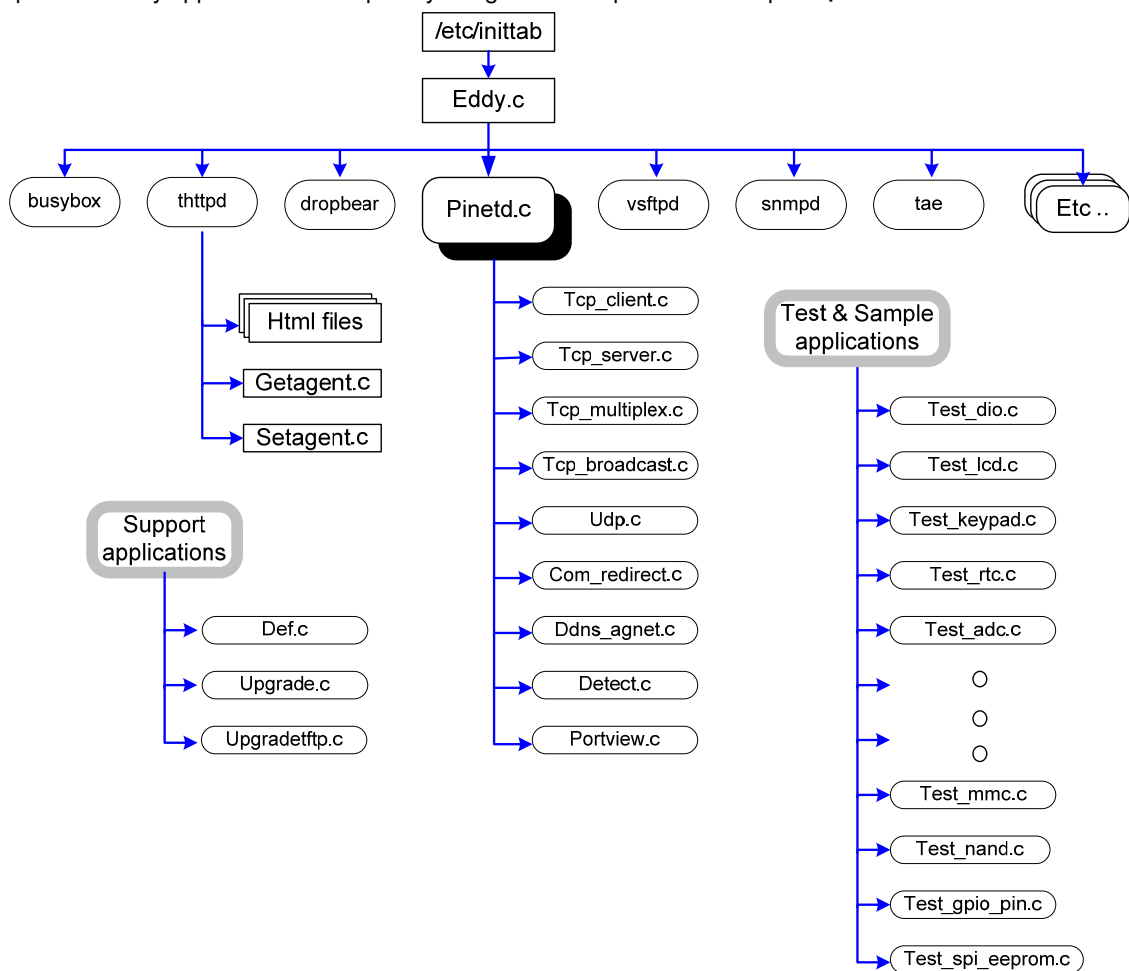 /etc/inittab
Eddy.c
busybox
thttpd
dropbear
Pinetd.c
vsftpd
snmpd
tae
Etc ..
Html files
Getagent.c
Setagent.c
Support
applications
Def.c
Upgrade.c
Upgradetftp.c
Tcp_client.c
Tcp_server.c
Tcp_multiplex.c
Tcp_broadcast.c
Udp.c
Com_redirect.c
Ddns_agnet.c
Detect.c
Portview.c
Test & Sample
applications
Test_dio.c
Test_lcd.c
Test_keypad.c
Test_rtc.c
Test_adc.c
Test_mmc.c
Test_nand.c
Test_gpio_pin.c
Test_spi_eeprom.c